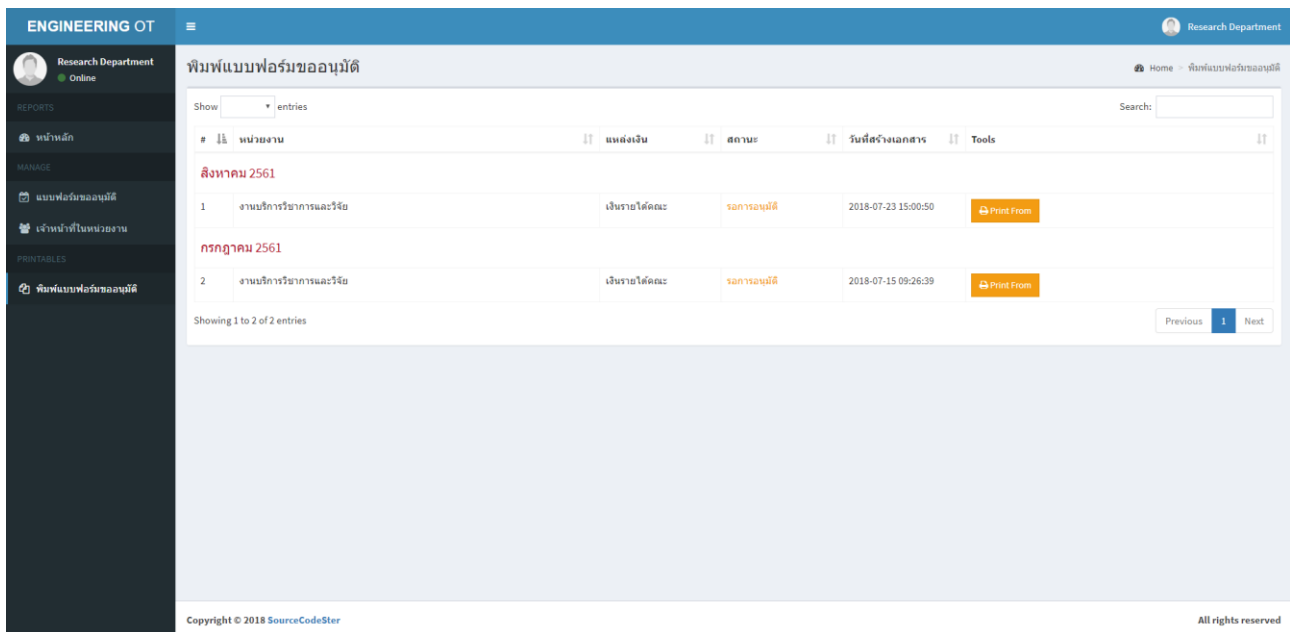 ENGINEERING OT
Research Department
Research Department
Online
พิมพ์แบบฟอร์มขออนุมัติ
Home > พิมพ์แบบฟอร์มขออนุมัติ
REPORTS
หน้าหลัก
MANAGE
แบบฟอร์มขออนุมัติ
เจ้าหน้าที่ในหน่วยงาน
PRINTABLES
พิมพ์แบบฟอร์มขออนุมัติ
Show entries
Search:
# หน่วยงาน แหล่งเงิน สถานะ วันที่สร้างเอกสาร Tools
สิงหาคม 2561
1 งานบริการวิชาการและวิจัย เงินรายได้คณะ รอการอนุมัติ 2018-07-23 15:00:50 Print From
กรกฎาคม 2561
2 งานบริการวิชาการและวิจัย เงินรายได้คณะ รอการอนุมัติ 2018-07-15 09:26:39 Print From
Showing 1 to 2 of 2 entries
Previous 1 Next
Copyright © 2018 SourceCodeSter
All rights reserved